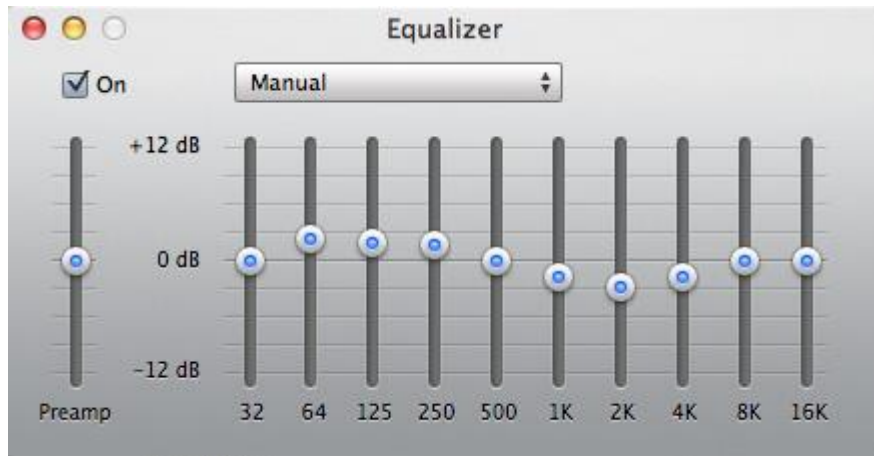 Equalizer
On
Manual
+12 dB
0 dB
−12 dB
Preamp 32 64 125 250 500 1K 2K 4K 8K 16K